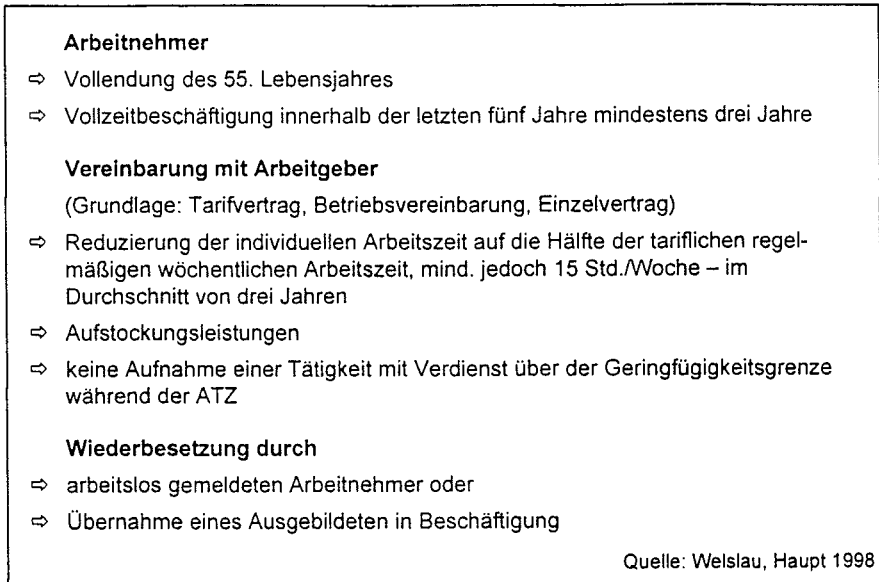 Arbeitnehmer
⇨ Vollendung des 55. Lebensjahres
⇨ Vollzeitbeschäftigung innerhalb der letzten fünf Jahre mindestens drei Jahre
Vereinbarung mit Arbeitgeber
(Grundlage: Tarifvertrag, Betriebsvereinbarung, Einzelvertrag)
⇨ Reduzierung der individuellen Arbeitszeit auf die Hälfte der tariflichen regel-
mäßigen wöchentlichen Arbeitszeit, mind. jedoch 15 Std./Woche – im
Durchschnitt von drei Jahren
⇨ Aufstockungsleistungen
⇨ keine Aufnahme einer Tätigkeit mit Verdienst über der Geringfügigkeitsgrenze
während der ATZ
Wiederbesetzung durch
⇨ arbeitslos gemeldeten Arbeitnehmer oder
⇨ Übernahme eines Ausgebildeten in Beschäftigung
Quelle: Welslau, Haupt 1998